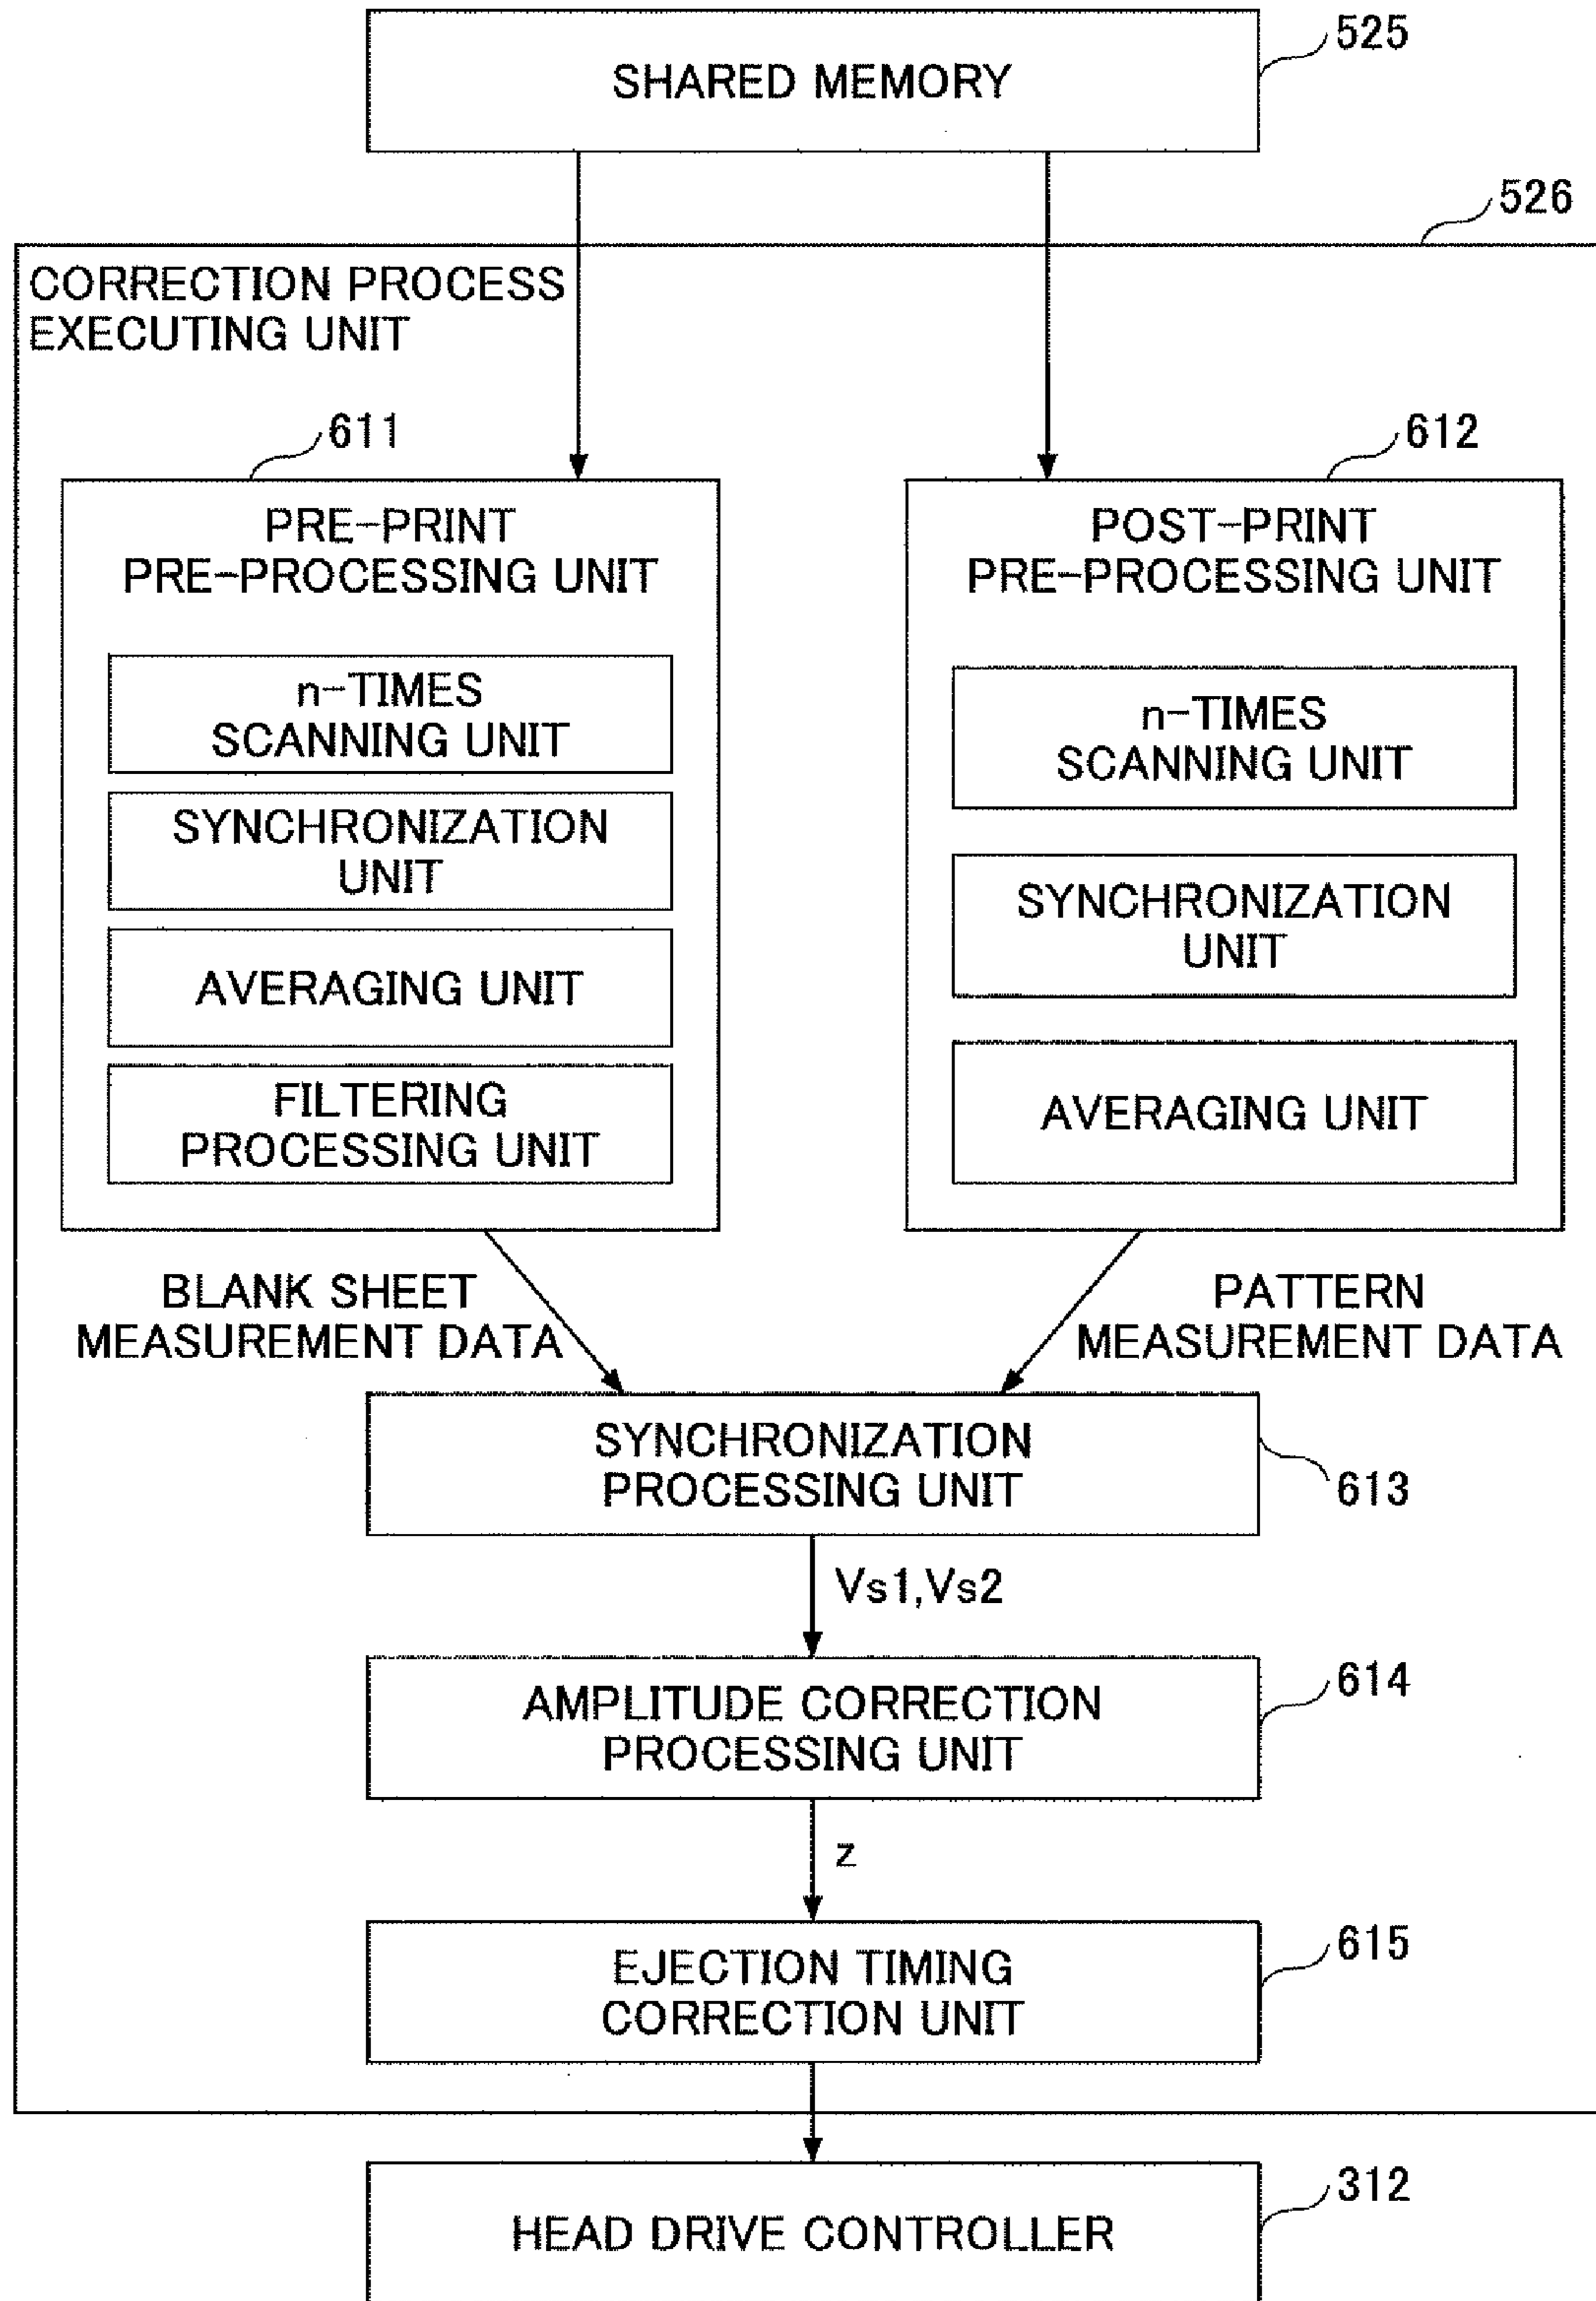 525
SHARED MEMORY
526
CORRECTION PROCESS
EXECUTING UNIT
611
PRE-PRINT
PRE-PROCESSING UNIT
n-TIMES
SCANNING UNIT
SYNCHRONIZATION
UNIT
AVERAGING UNIT
FILTERING
PROCESSING UNIT
612
POST-PRINT
PRE-PROCESSING UNIT
n-TIMES
SCANNING UNIT
SYNCHRONIZATION
UNIT
AVERAGING UNIT
BLANK SHEET
MEASUREMENT DATA
PATTERN
MEASUREMENT DATA
SYNCHRONIZATION
PROCESSING UNIT
613
Vs1,Vs2
AMPLITUDE CORRECTION
PROCESSING UNIT
614
z
EJECTION TIMING
CORRECTION UNIT
615
HEAD DRIVE CONTROLLER
312